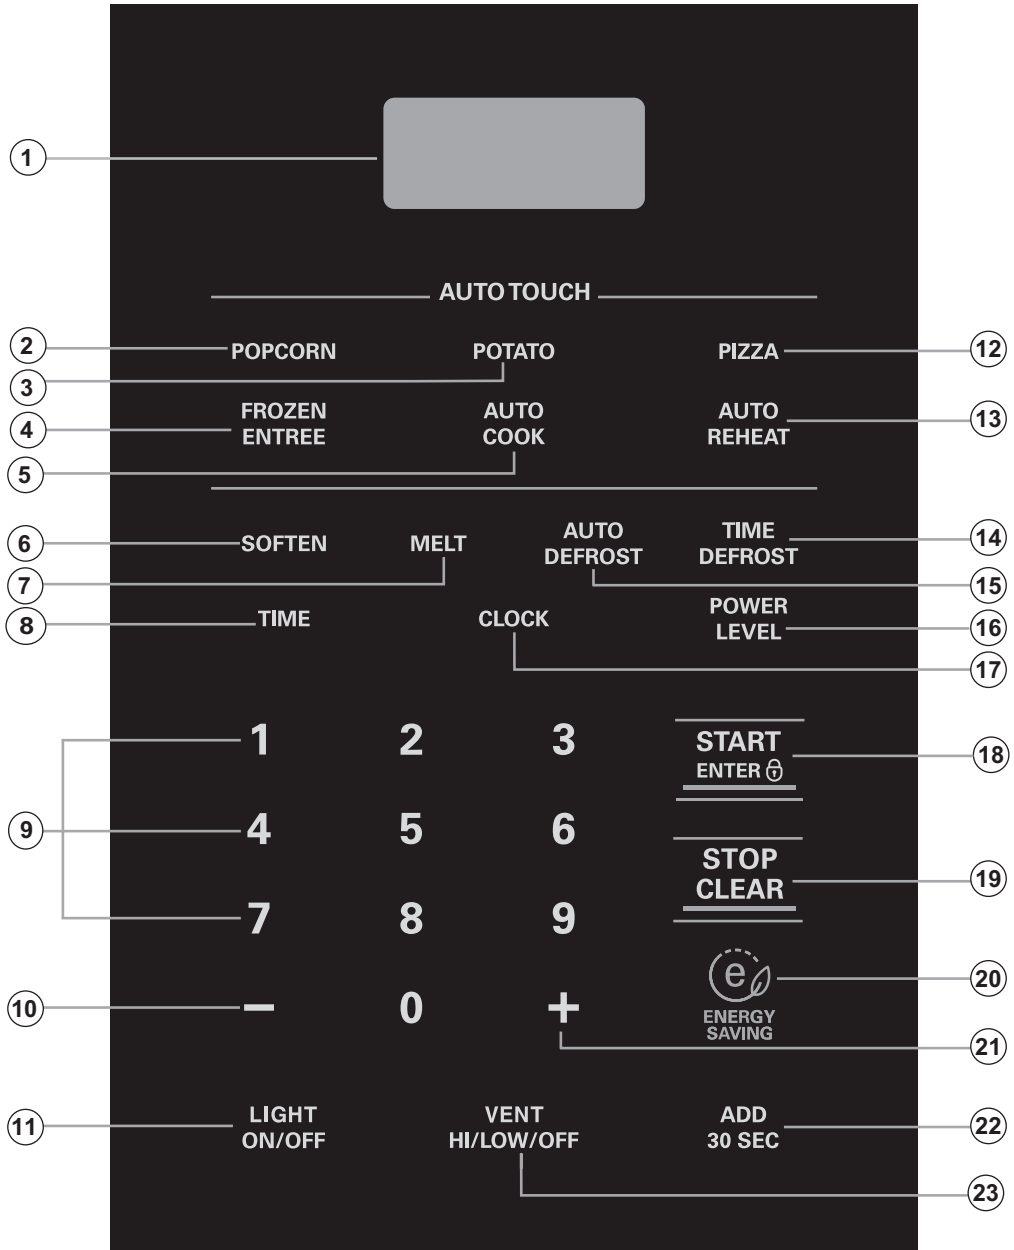 1
AUTO TOUCH
2 POPCORN POTATO PIZZA 12
3
4 FROZEN ENTREE AUTO COOK AUTO REHEAT 13
5
6 SOFTEN MELT AUTO DEFROST TIME DEFROST 14
7 15
8 TIME CLOCK POWER LEVEL 16
17
1 2 3 START ENTER 18
9 4 5 6 STOP CLEAR 19
7 8 9
e 20
10 − 0 + ENERGY SAVING
21
11 LIGHT ON/OFF VENT HI/LOW/OFF ADD 30 SEC 22
23